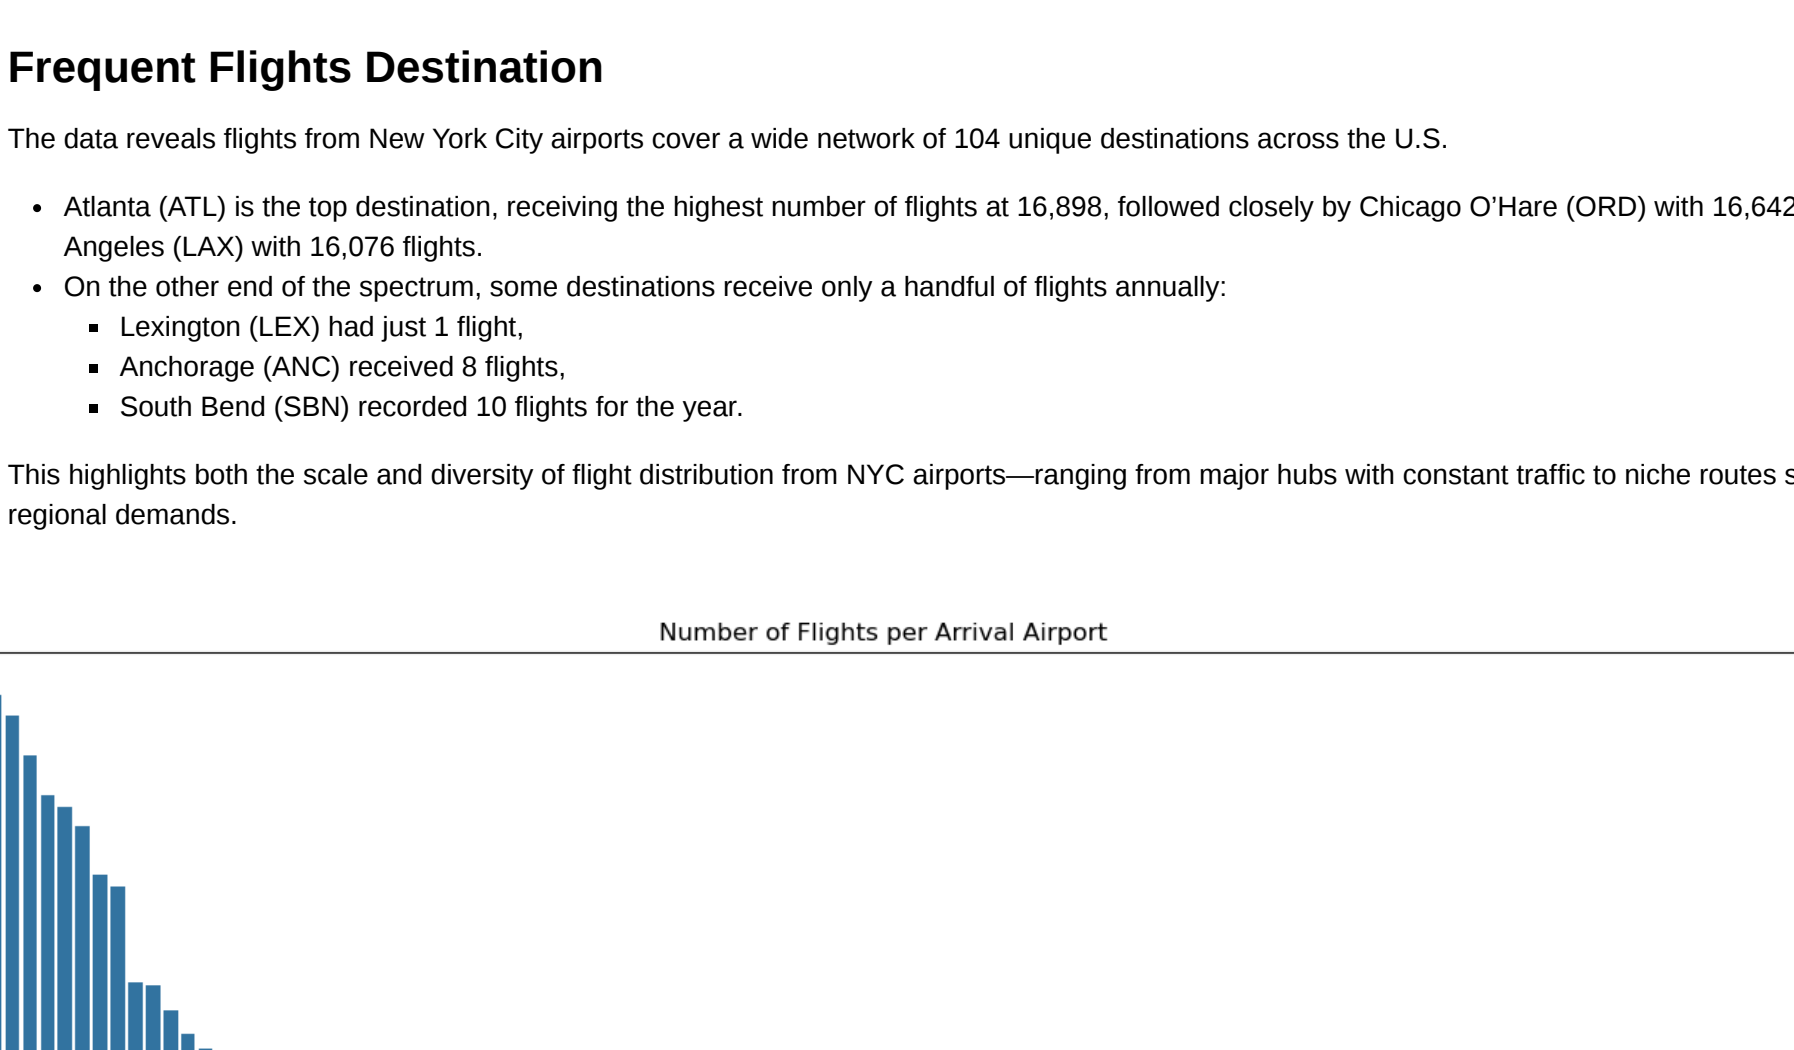 Frequent Flights Destination
The data reveals flights from New York City airports cover a wide network of 104 unique destinations across the U.S.
• Atlanta (ATL) is the top destination, receiving the highest number of flights at 16,898, followed closely by Chicago O’Hare (ORD) with 16,642
Angeles (LAX) with 16,076 flights.
• On the other end of the spectrum, some destinations receive only a handful of flights annually:
▪ Lexington (LEX) had just 1 flight,
▪ Anchorage (ANC) received 8 flights,
▪ South Bend (SBN) recorded 10 flights for the year.
This highlights both the scale and diversity of flight distribution from NYC airports—ranging from major hubs with constant traffic to niche routes
regional demands.
Number of Flights per Arrival Airport